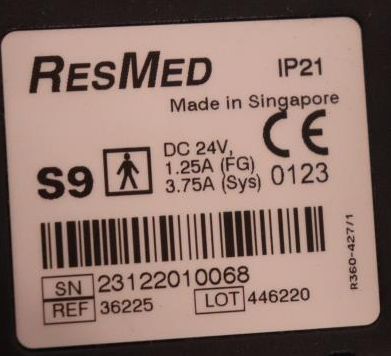 RESMED IP21
Made in Singapore
S9 DC 24V,
1.25A (FG)
3.75A (Sys) CE 0123
SN 23122010068
REF 36225 LOT 446220
R360-427/1